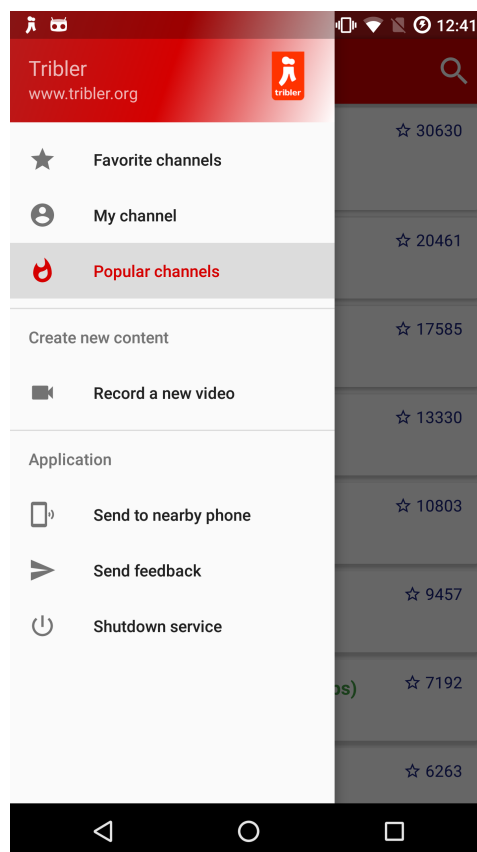 12:41
Tribler
www.tribler.org
tribler
Favorite channels
My channel
Popular channels
Create new content
Record a new video
Application
Send to nearby phone
Send feedback
Shutdown service
30630
20461
17585
13330
10803
9457
7192
6263